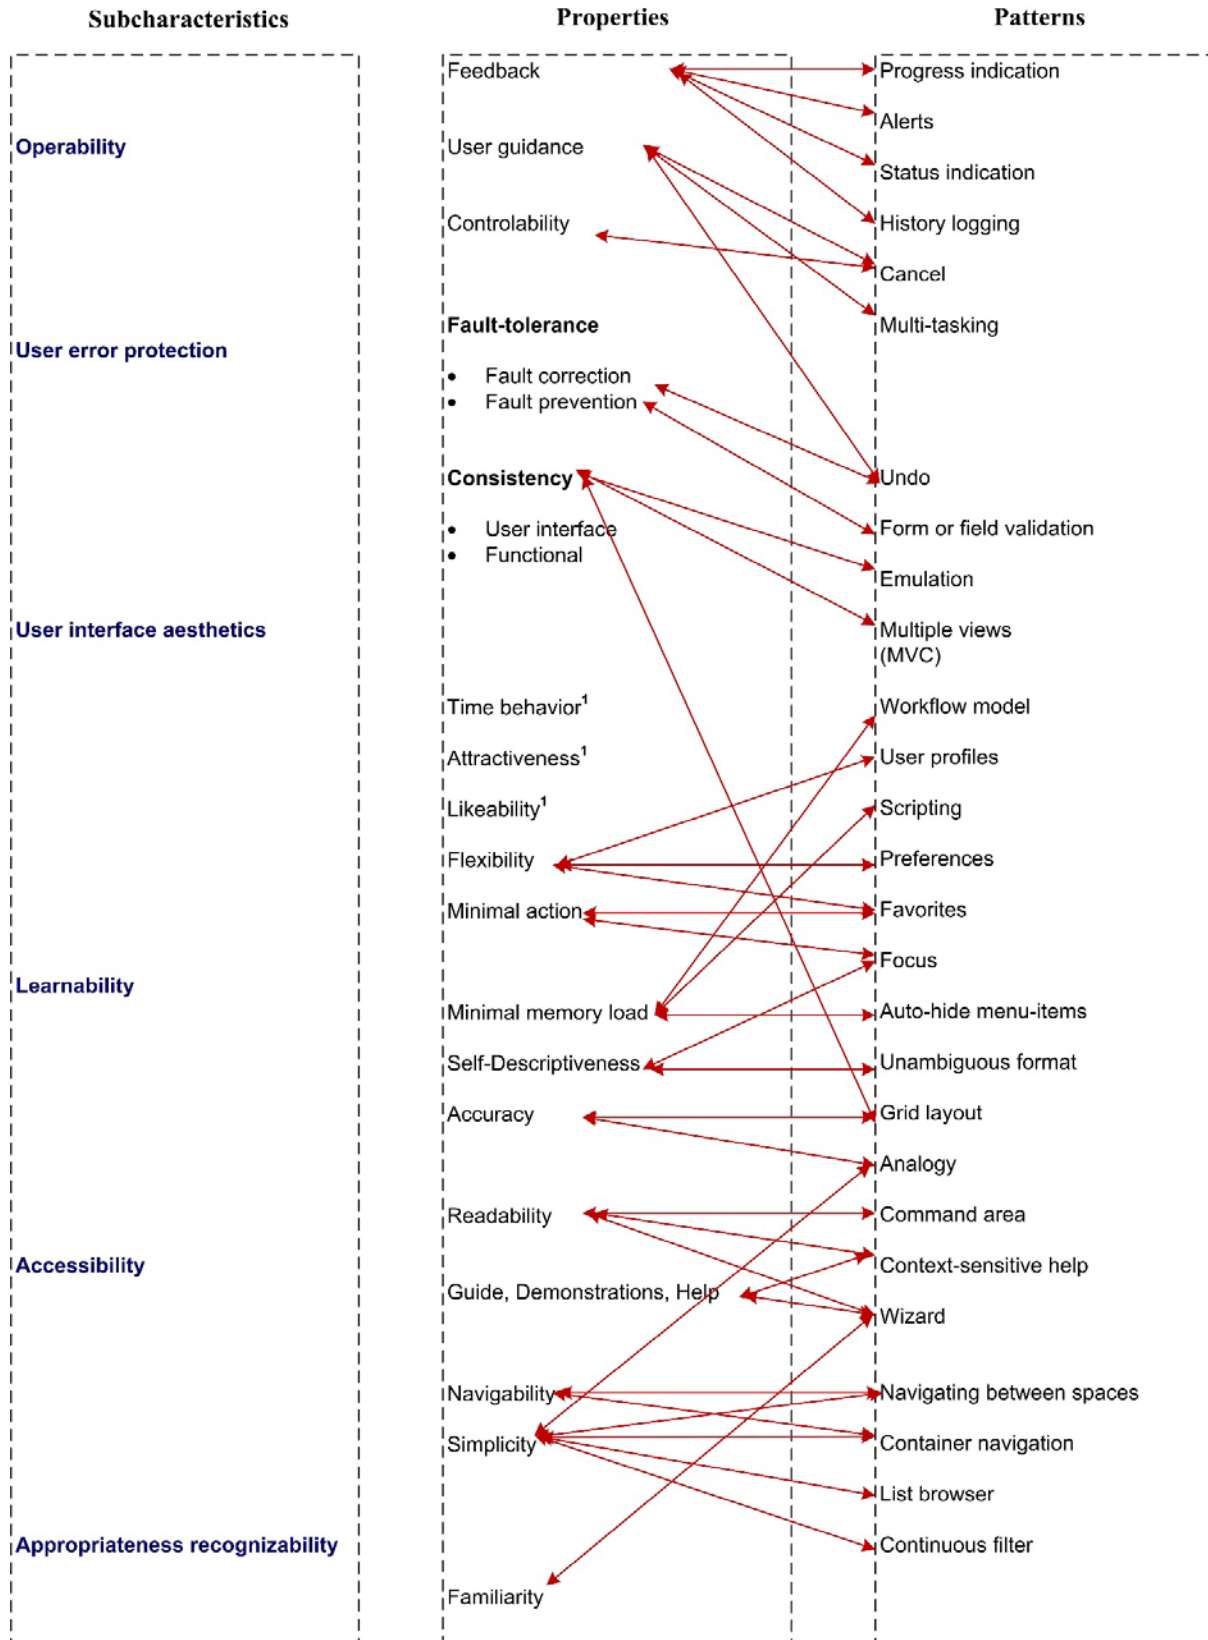 Subcharacteristics
Properties
Patterns
Operability
User error protection
User interface aesthetics
Learnability
Accessibility
Appropriateness recognizability
Feedback
User guidance
Controlability
Fault-tolerance
• Fault correction
• Fault prevention
Consistency
• User interface
• Functional
Time behavior¹
Attractiveness¹
Likeability¹
Flexibility
Minimal action
Minimal memory load
Self-Descriptiveness
Accuracy
Readability
Guide, Demonstrations, Help
Navigability
Simplicity
Familiarity
Progress indication
Alerts
Status indication
History logging
Cancel
Multi-tasking
Undo
Form or field validation
Emulation
Multiple views
(MVC)
Workflow model
User profiles
Scripting
Preferences
Favorites
Focus
Auto-hide menu-items
Unambiguous format
Grid layout
Analogy
Command area
Context-sensitive help
Wizard
Navigating between spaces
Container navigation
List browser
Continuous filter